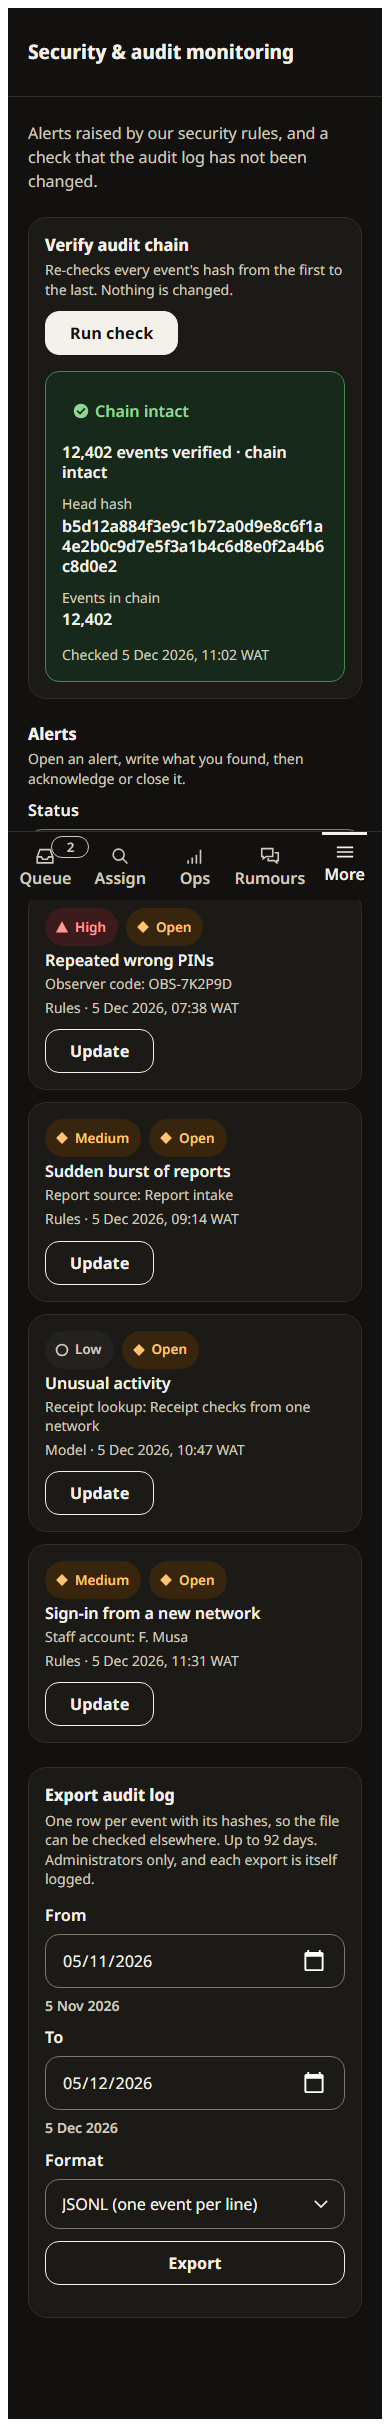 Security & audit monitoring
Alerts raised by our security rules, and a
check that the audit log has not been
changed.
Verify audit chain
Re-checks every event's hash from the first to
the last. Nothing is changed.
Run check
Chain intact
12,402 events verified · chain
intact
Head hash
b5d12a884f3e9c1b72a0d9e8c6f1a
4e2b0c9d7e5f3a1b4c6d8e0f2a4b6
c8d0e2
Events in chain
12,402
Checked 5 Dec 2026, 11:02 WAT
Alerts
Open an alert, write what you found, then
acknowledge or close it.
Status
2
Queue
Assign
Ops
Rumours
More
High
Open
Repeated wrong PINs
Observer code: OBS-7K2P9D
Rules · 5 Dec 2026, 07:38 WAT
Update
Medium
Open
Sudden burst of reports
Report source: Report intake
Rules · 5 Dec 2026, 09:14 WAT
Update
Low
Open
Unusual activity
Receipt lookup: Receipt checks from one
network
Model · 5 Dec 2026, 10:47 WAT
Update
Medium
Open
Sign-in from a new network
Staff account: F. Musa
Rules · 5 Dec 2026, 11:31 WAT
Update
Export audit log
One row per event with its hashes, so the file
can be checked elsewhere. Up to 92 days.
Administrators only, and each export is itself
logged.
From
05/11/2026
5 Nov 2026
To
05/12/2026
5 Dec 2026
Format
JSONL (one event per line)
Export